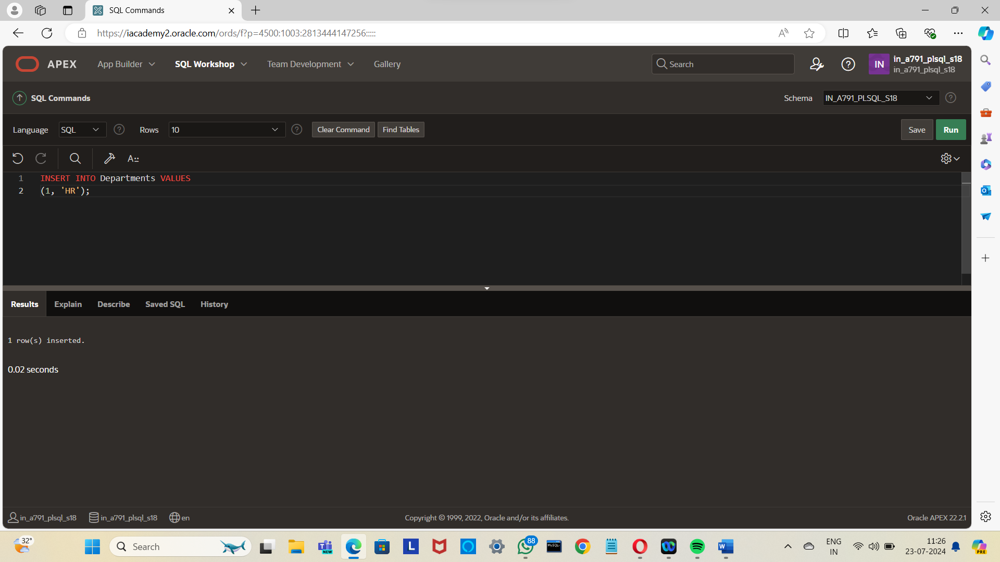 SQL Commands
https://iacademy2.oracle.com/ords/f?p=4500:1003:2813444147256:::::
APEX App Builder SQL Workshop Team Development Gallery Search IN in_a791_plsql_s18
in_a791_plsql_s18
SQL Commands Schema IN_A791_PLSQL_S18
Language SQL Rows 10 Clear Command Find Tables Save Run
1 INSERT INTO Departments VALUES
2 (1, 'HR');
Results Explain Describe Saved SQL History
1 row(s) inserted.
0.02 seconds
in_a791_plsql_s18 in_a791_plsql_s18 en Copyright © 1999, 2022, Oracle and/or its affiliates. Oracle APEX 22.2.1
32° Search NEW L 88 MySQL W ENG 11:26
IN 23-07-2024 PRE